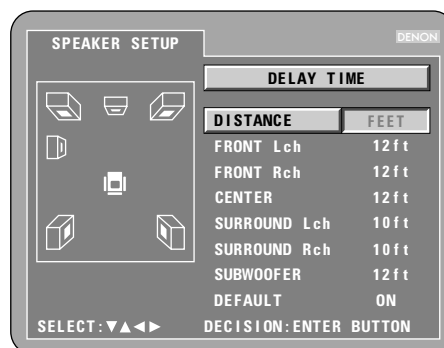 SPEAKER SETUP
DENON
DELAY TIME
DISTANCE FEET
FRONT Lch 12ft
FRONT Rch 12ft
CENTER 12ft
SURROUND Lch 10ft
SURROUND Rch 10ft
SUBWOOFER 12ft
DEFAULT ON
SELECT:▼▲◀▶ DECISION:ENTER BUTTON